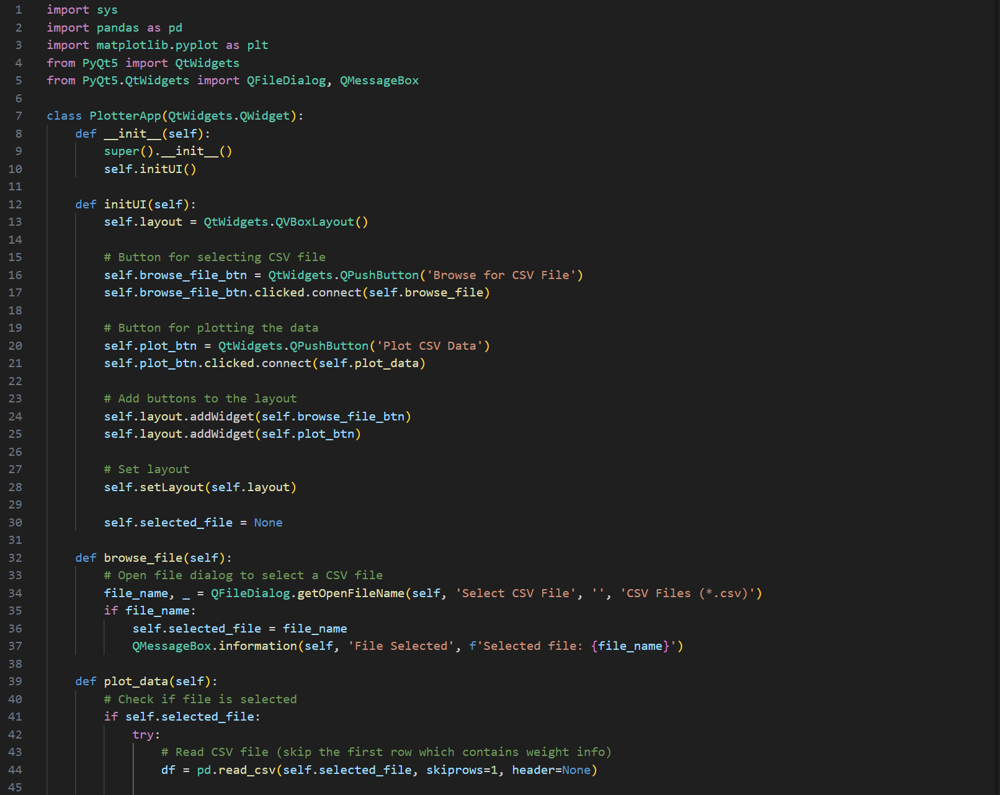 1 import sys
2 import pandas as pd
3 import matplotlib.pyplot as plt
4 from PyQt5 import QtWidgets
5 from PyQt5.QtWidgets import QFileDialog, QMessageBox
6
7 class PlotterApp(QtWidgets.QWidget):
8     def __init__(self):
9         super().__init__()
10         self.initUI()
11
12     def initUI(self):
13         self.layout = QtWidgets.QVBoxLayout()
14
15         # Button for selecting CSV file
16         self.browse_file_btn = QtWidgets.QPushButton('Browse for CSV File')
17         self.browse_file_btn.clicked.connect(self.browse_file)
18
19         # Button for plotting the data
20         self.plot_btn = QtWidgets.QPushButton('Plot CSV Data')
21         self.plot_btn.clicked.connect(self.plot_data)
22
23         # Add buttons to the layout
24         self.layout.addWidget(self.browse_file_btn)
25         self.layout.addWidget(self.plot_btn)
26
27         # Set layout
28         self.setLayout(self.layout)
29
30         self.selected_file = None
31
32     def browse_file(self):
33         # Open file dialog to select a CSV file
34         file_name, _ = QFileDialog.getOpenFileName(self, 'Select CSV File', '', 'CSV Files (*.csv)')
35         if file_name:
36             self.selected_file = file_name
37             QMessageBox.information(self, 'File Selected', f'Selected file: {file_name}')
38
39     def plot_data(self):
40         # Check if file is selected
41         if self.selected_file:
42             try:
43                 # Read CSV file (skip the first row which contains weight info)
44                 df = pd.read_csv(self.selected_file, skiprows=1, header=None)
45